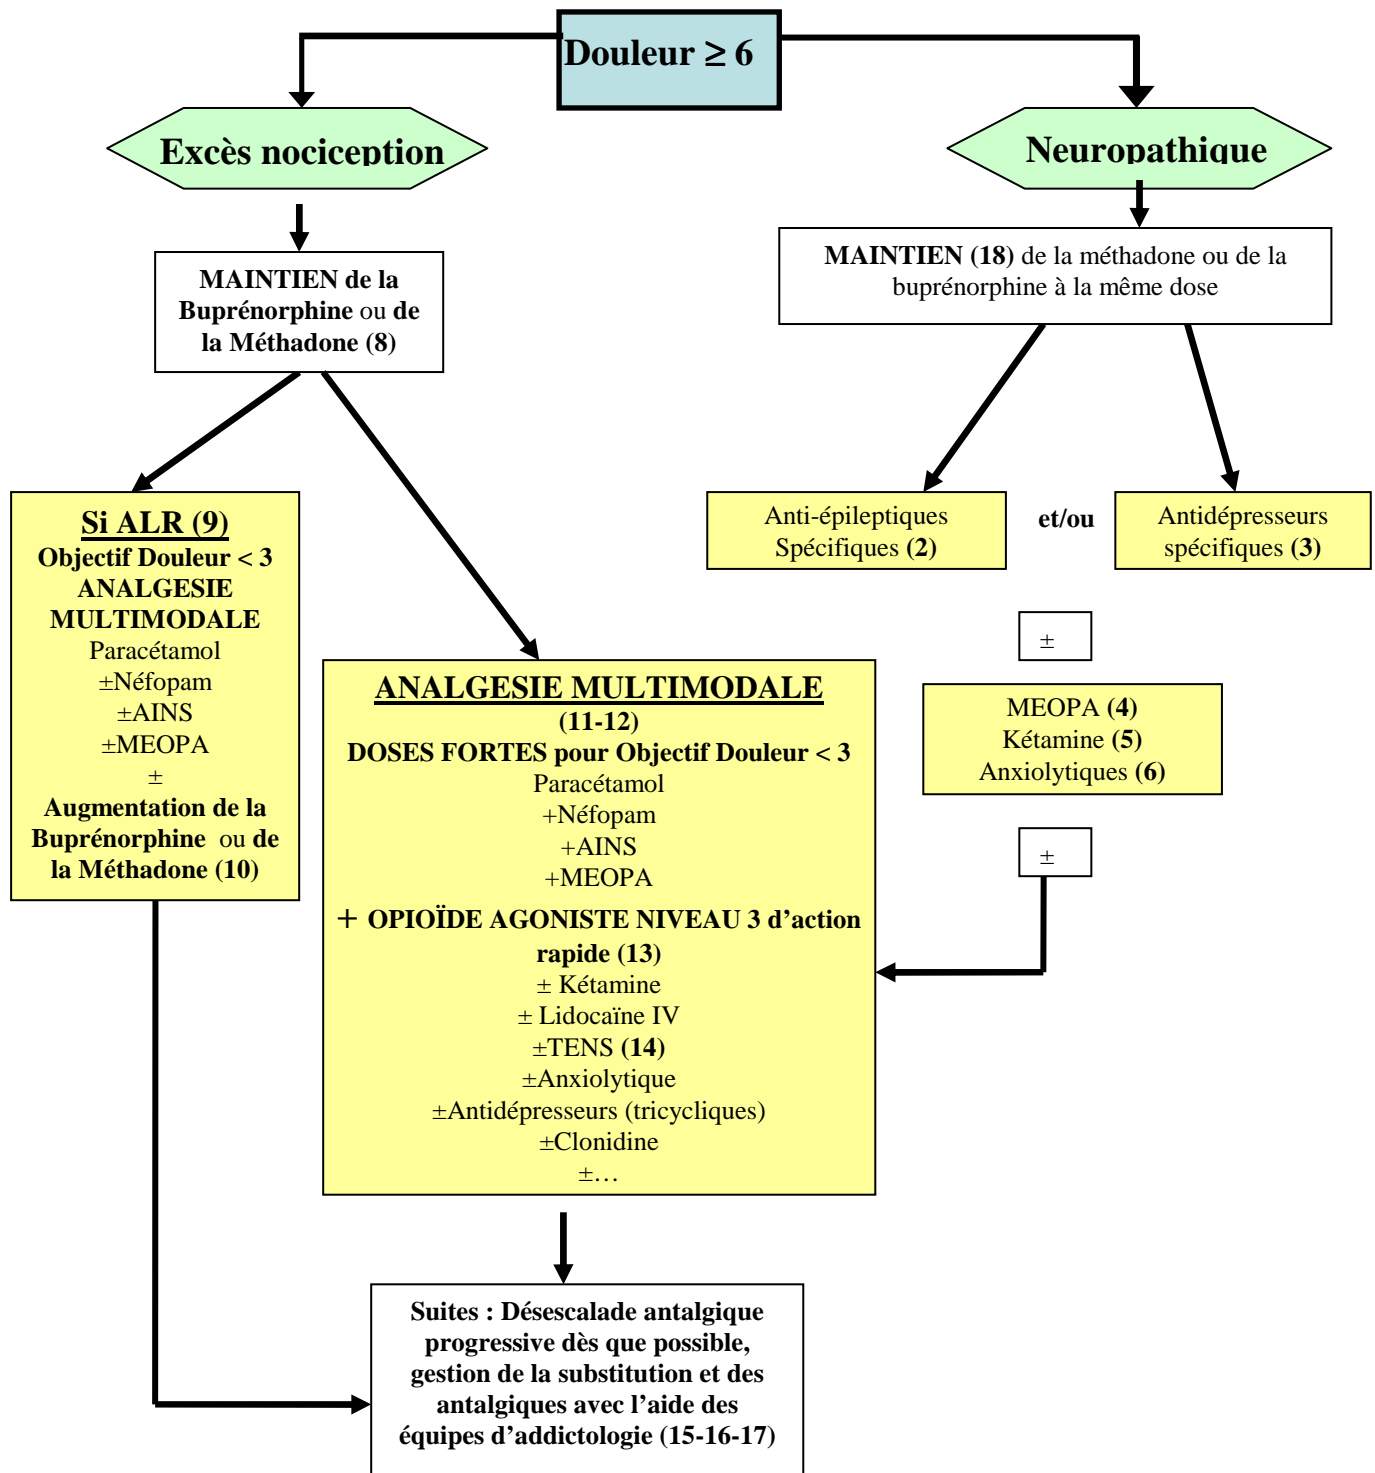 Douleur ≥ 6
Excès nociception
Neuropathique
MAINTIEN de la
Buprénorphine ou de
la Méthadone (8)
MAINTIEN (18) de la méthadone ou de la
buprénorphine à la même dose
Si ALR (9)
Objectif Douleur < 3
ANALGESIE
MULTIMODALE
Paracétamol
±Néfopam
±AINS
±MEOPA
±
Augmentation de la
Buprénorphine ou de
la Méthadone (10)
Anti-épileptiques
Spécifiques (2)
et/ou
Antidépresseurs
spécifiques (3)
±
MEOPA (4)
Kétamine (5)
Anxiolytiques (6)
±
ANALGESIE MULTIMODALE
(11-12)
DOSES FORTES pour Objectif Douleur < 3
Paracétamol
+Néfopam
+AINS
+MEOPA
+ OPIOÏDE AGONISTE NIVEAU 3 d’action
rapide (13)
± Kétamine
± Lidocaïne IV
±TENS (14)
±Anxiolytique
±Antidépresseurs (tricycliques)
±Clonidine
±…
Suites : Désescalade antalgique
progressive dès que possible,
gestion de la substitution et des
antalgiques avec l’aide des
équipes d’addictologie (15-16-17)